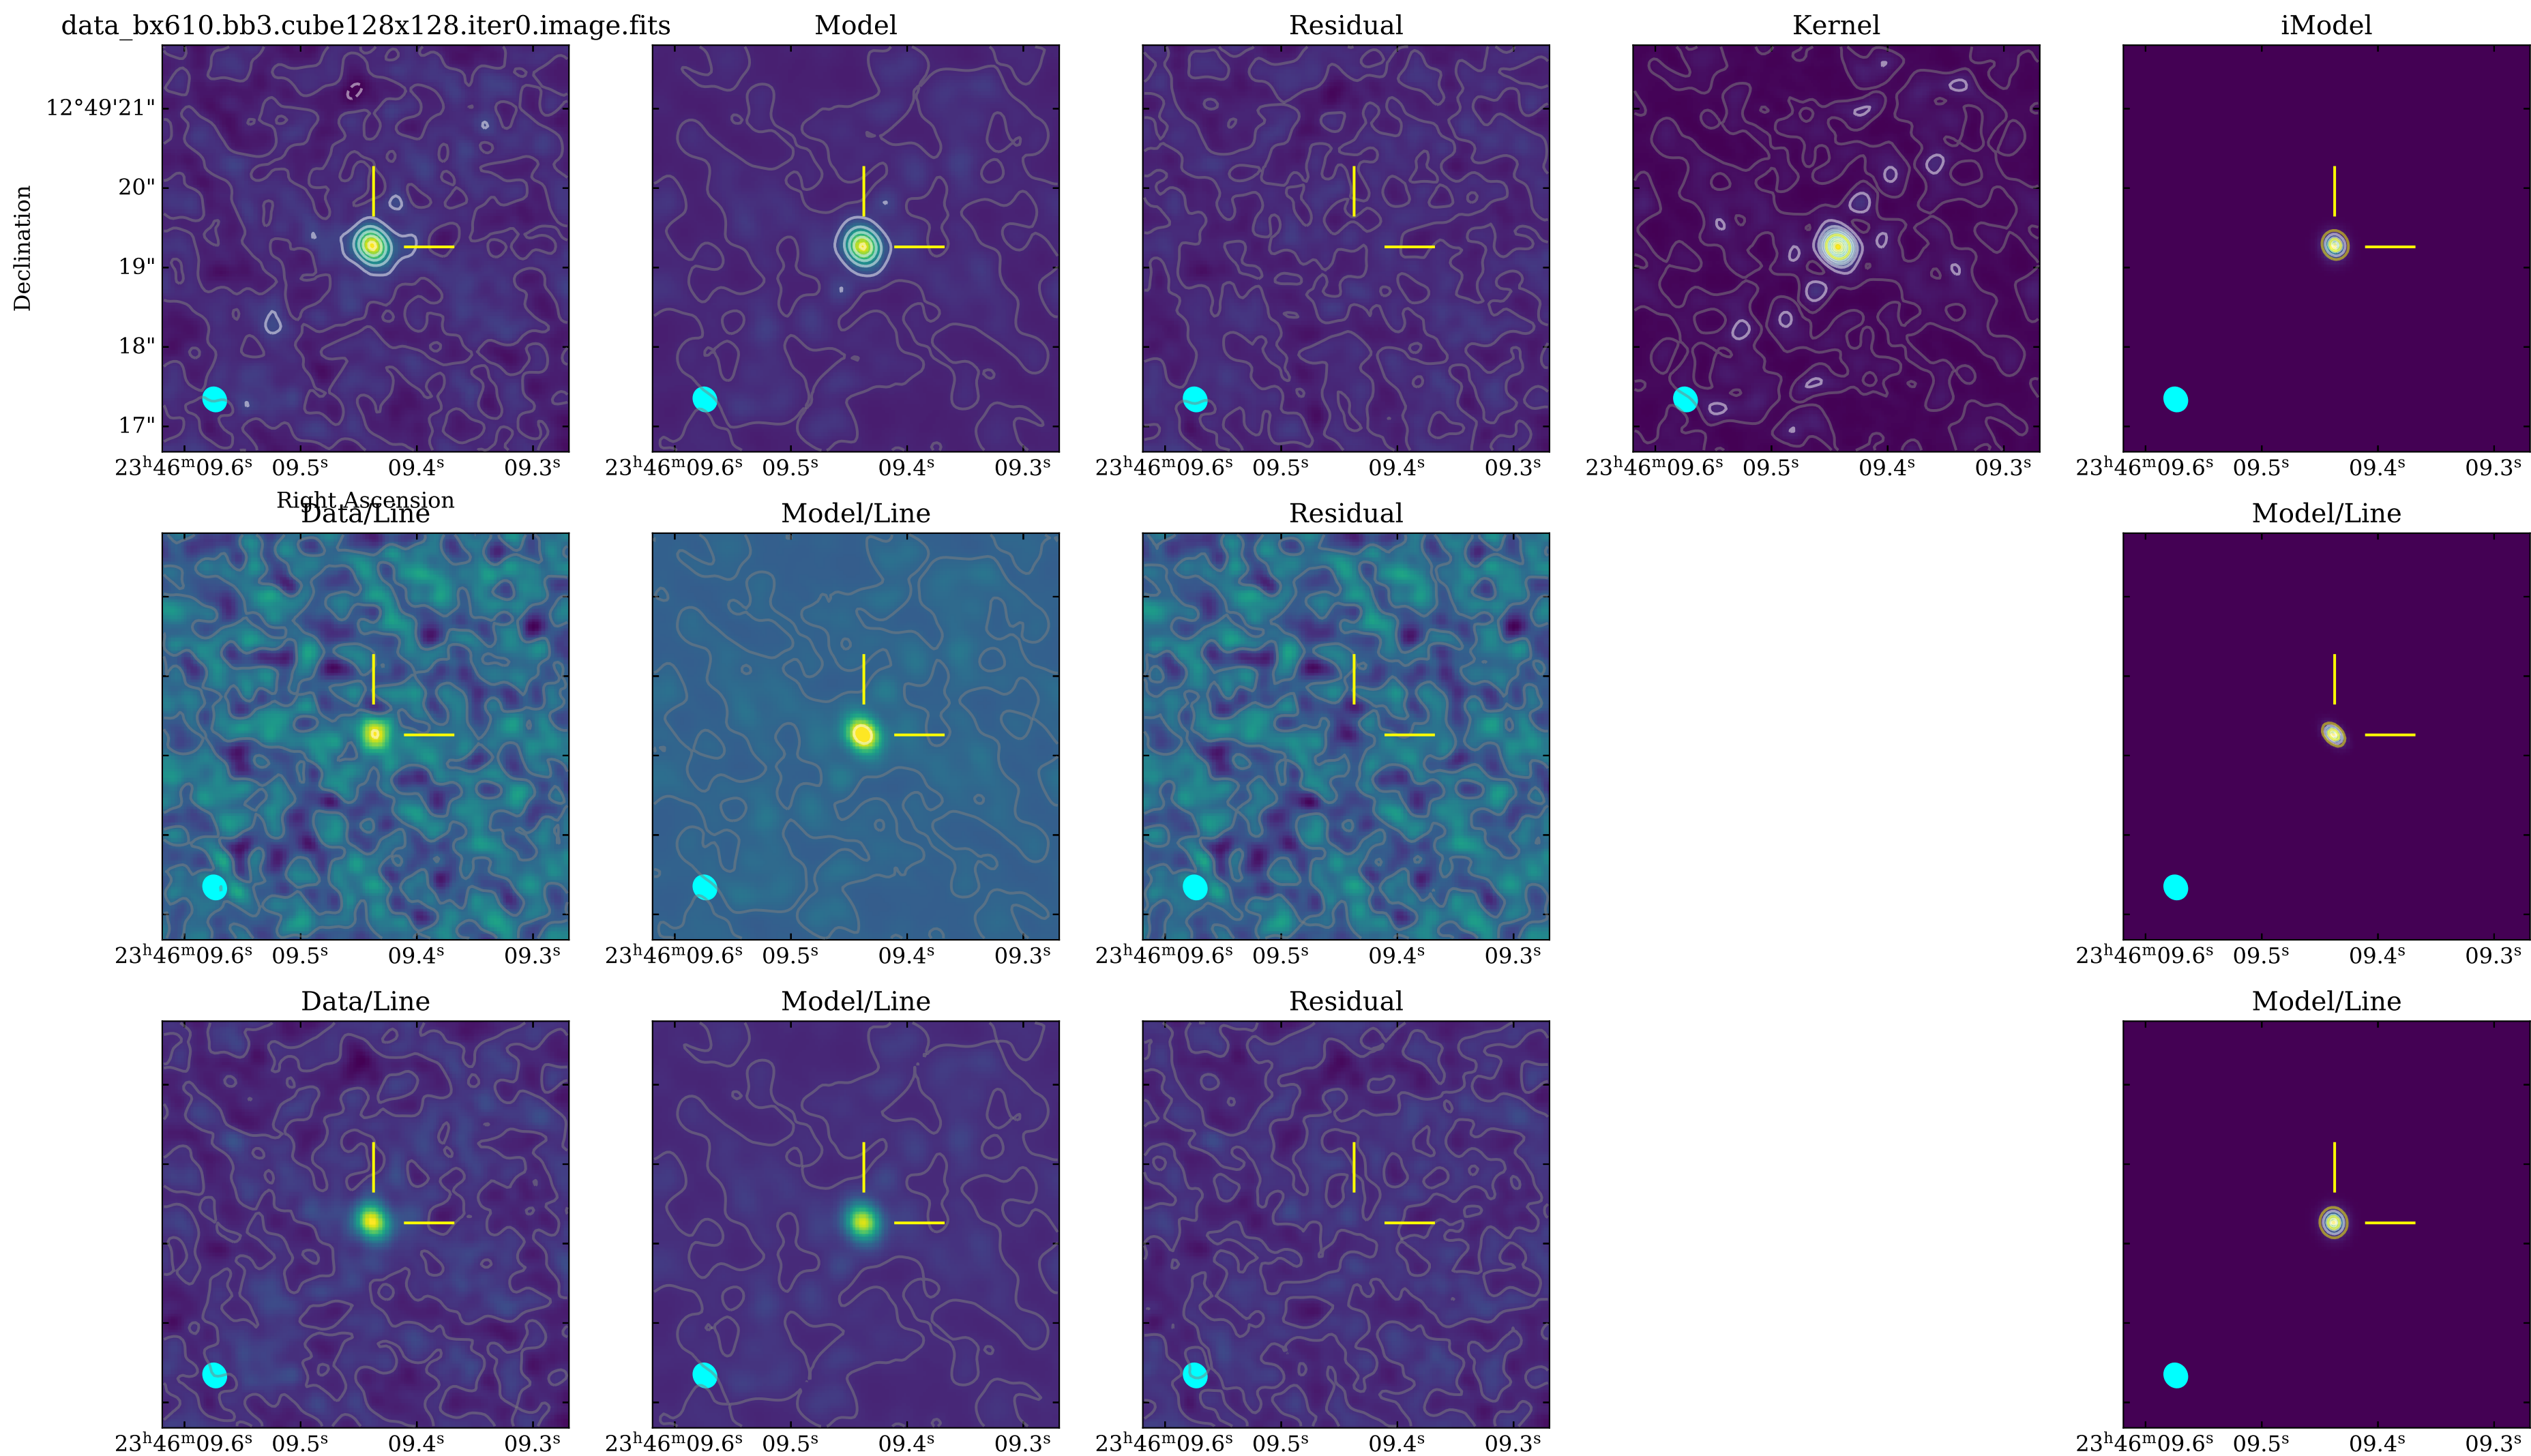 data_bx610.bb3.cube128x128.iter0.image.fits Model Residual Kernel iModel
Declination
12°49'21"
20"
19"
18"
17"
23ʰ46ᵐ09.6ˢ 09.5ˢ 09.4ˢ 09.3ˢ 23ʰ46ᵐ09.6ˢ 09.5ˢ 09.4ˢ 09.3ˢ 23ʰ46ᵐ09.6ˢ 09.5ˢ 09.4ˢ 09.3ˢ 23ʰ46ᵐ09.6ˢ 09.5ˢ 09.4ˢ 09.3ˢ 23ʰ46ᵐ09.6ˢ 09.5ˢ 09.4ˢ 09.3ˢ
Right Ascension
Data/Line Model/Line Residual Model/Line
23ʰ46ᵐ09.6ˢ 09.5ˢ 09.4ˢ 09.3ˢ 23ʰ46ᵐ09.6ˢ 09.5ˢ 09.4ˢ 09.3ˢ 23ʰ46ᵐ09.6ˢ 09.5ˢ 09.4ˢ 09.3ˢ 23ʰ46ᵐ09.6ˢ 09.5ˢ 09.4ˢ 09.3ˢ
Data/Line Model/Line Residual Model/Line
23ʰ46ᵐ09.6ˢ 09.5ˢ 09.4ˢ 09.3ˢ 23ʰ46ᵐ09.6ˢ 09.5ˢ 09.4ˢ 09.3ˢ 23ʰ46ᵐ09.6ˢ 09.5ˢ 09.4ˢ 09.3ˢ 23ʰ46ᵐ09.6ˢ 09.5ˢ 09.4ˢ 09.3ˢ